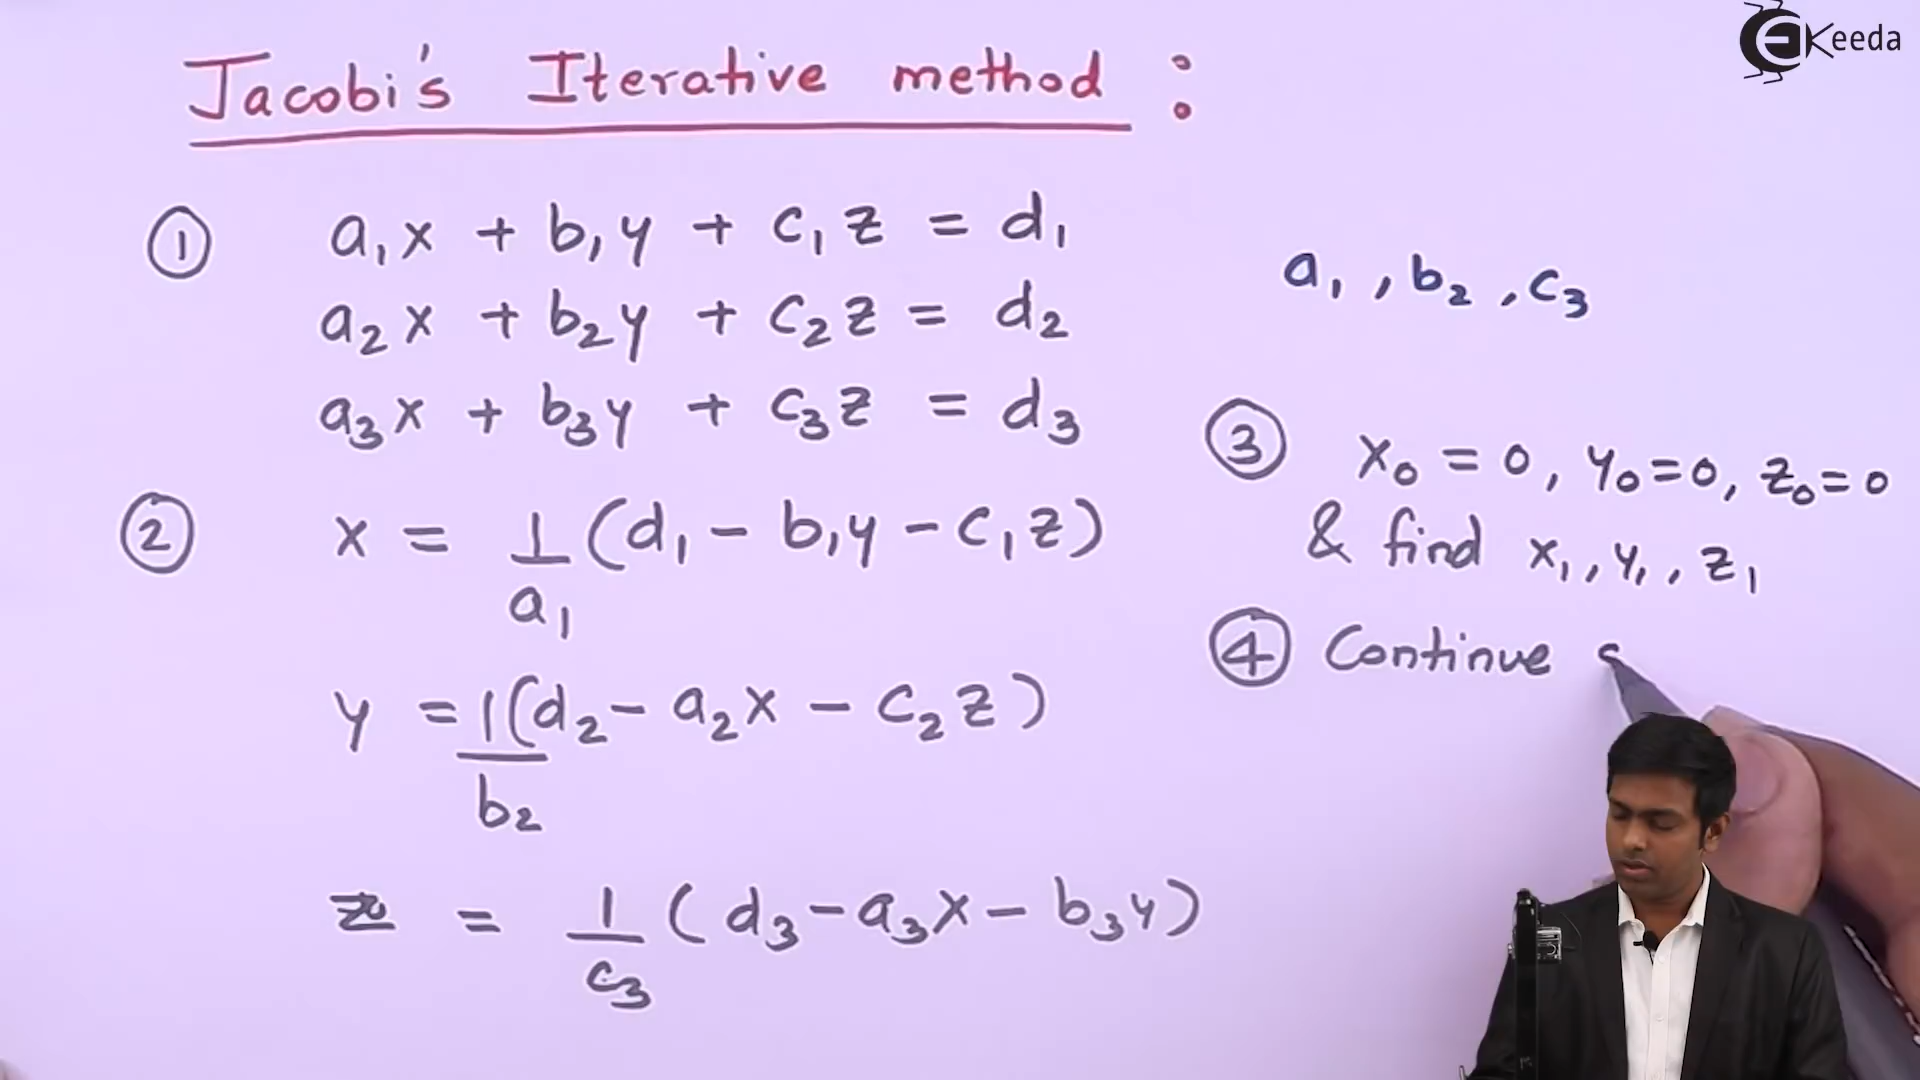 EKeeda
Jacobi's Iterative method :
① a₁x + b₁y + c₁z = d₁
a₂x + b₂y + c₂z = d₂
a₃x + b₃y + c₃z = d₃
② x = 1/a₁ (d₁ - b₁y - c₁z)
y = 1/b₂ (d₂ - a₂x - c₂z)
z = 1/c₃ (d₃ - a₃x - b₃y)
a₁, b₂, c₃
③ x₀ = 0, y₀ = 0, z₀ = 0
& find x₁, y₁, z₁
④ Continue